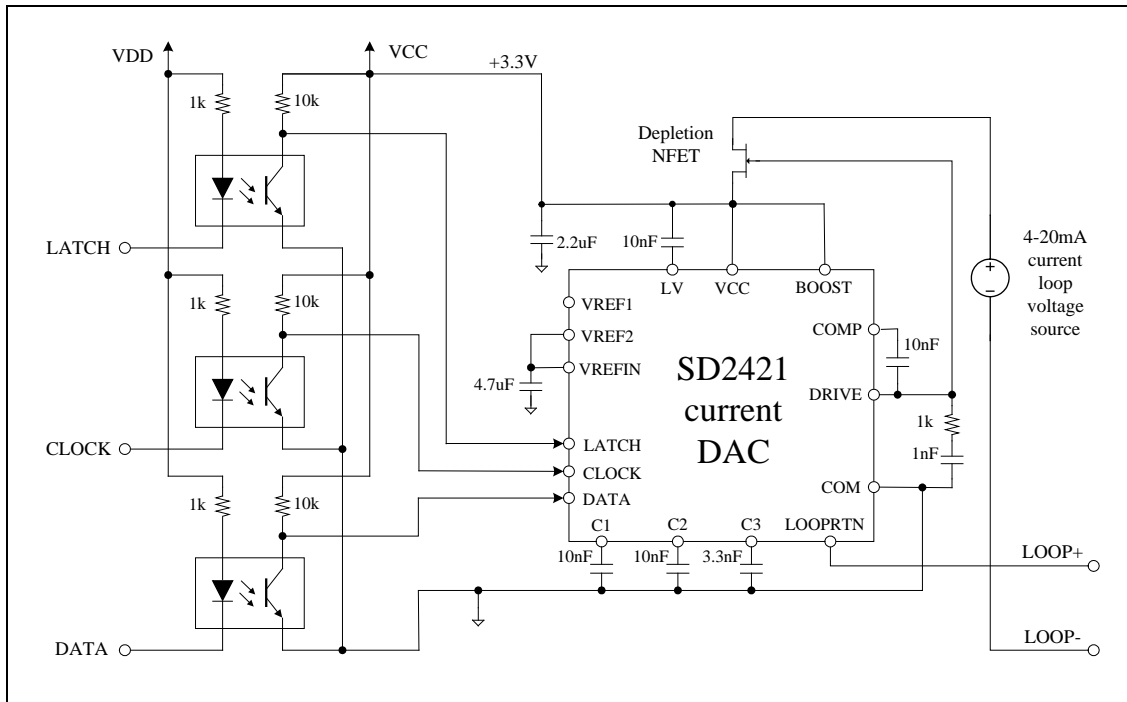 VDD
VCC
+3.3V
1k
10k
Depletion
NFET
LATCH
2.2uF
10nF
4-20mA
current
loop
voltage
source
LV
VCC
BOOST
VREF1
VREF2
VREFIN
4.7uF
1k
10k
CLOCK
SD2421
current
DAC
COMP
10nF
DRIVE
1k
1nF
COM
LATCH
CLOCK
DATA
1k
10k
C1
C2
C3
LOOPRTN
10nF
10nF
3.3nF
LOOP+
DATA
LOOP-